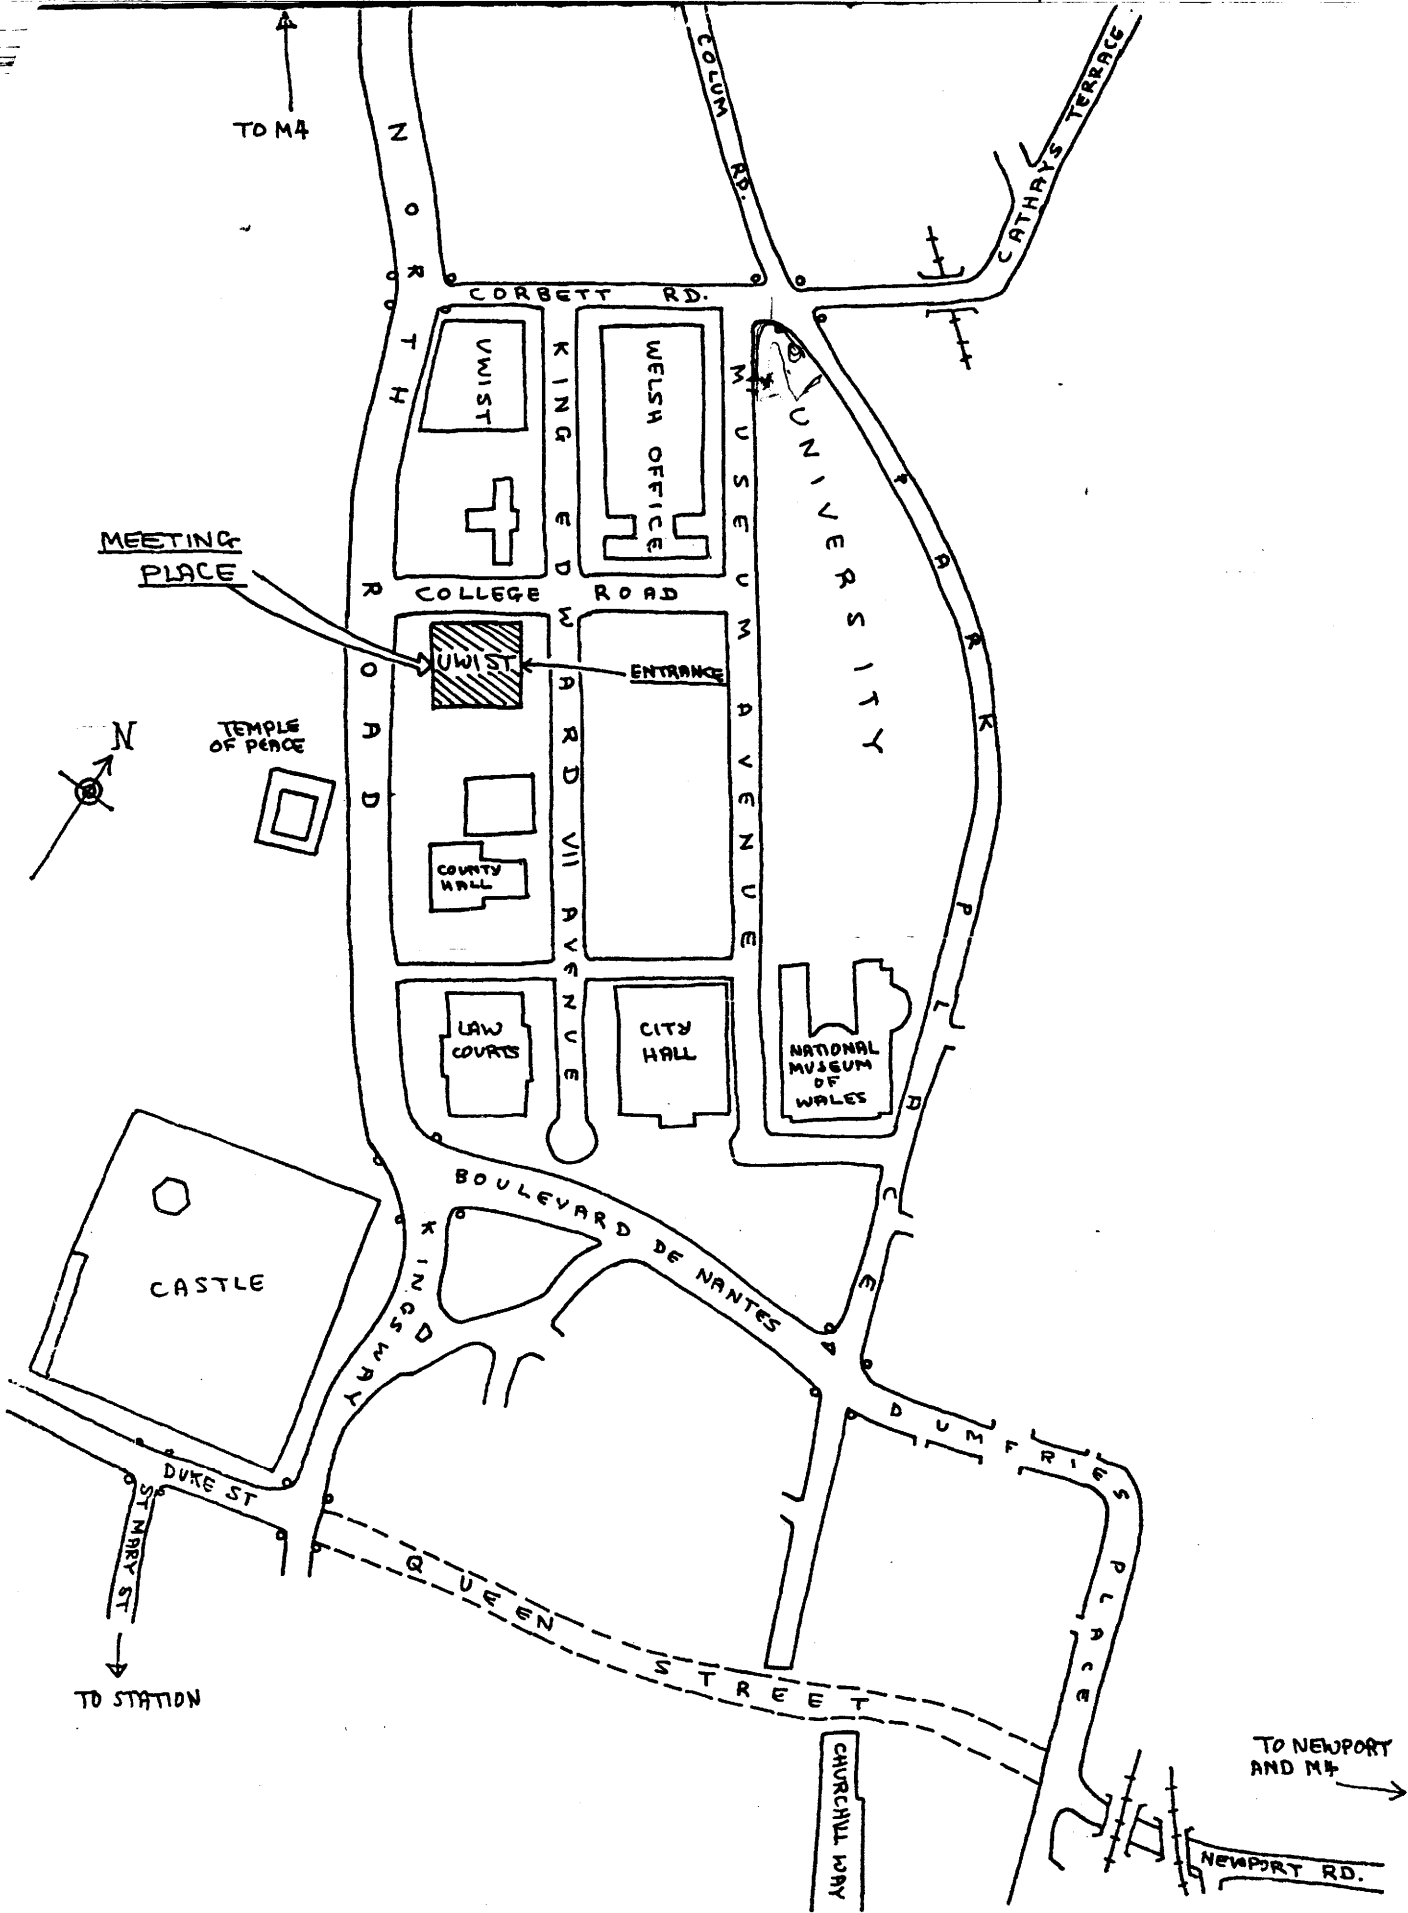 TO M4
NORTH ROAD
COLUM RD.
CATHAYS TERRACE
CORBETT RD.
UWIST
KING EDWARD VII AVENUE
WELSH OFFICE
MUSEUM AVENUE
UNIVERSITY
PARK PLACE
MEETING
PLACE
COLLEGE ROAD
UWIST
ENTRANCE
N
TEMPLE
OF PEACE
COUNTY
HALL
LAW
COURTS
CITY
HALL
NATIONAL
MUSEUM
OF
WALES
BOULEVARD DE NANTES
KINGSWAY
CASTLE
DUMFRIES PLACE
DUKE ST
ST MARY ST
QUEEN STREET
TO STATION
CHURCHILL WAY
TO NEWPORT
AND M4
NEWPORT RD.